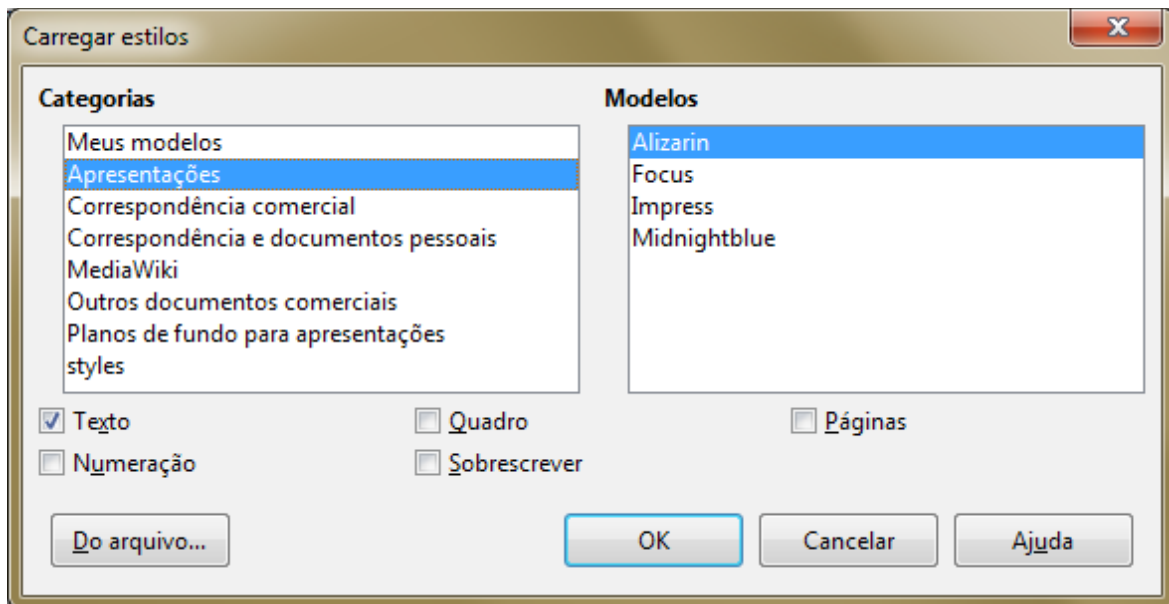 Carregar estilos
Categorias
Modelos
Meus modelos
Apresentações
Correspondência comercial
Correspondência e documentos pessoais
MediaWiki
Outros documentos comerciais
Planos de fundo para apresentações
styles
Alizarin
Focus
Impress
Midnightblue
Texto
Quadro
Páginas
Numeração
Sobrescrever
Do arquivo...
OK
Cancelar
Ajuda